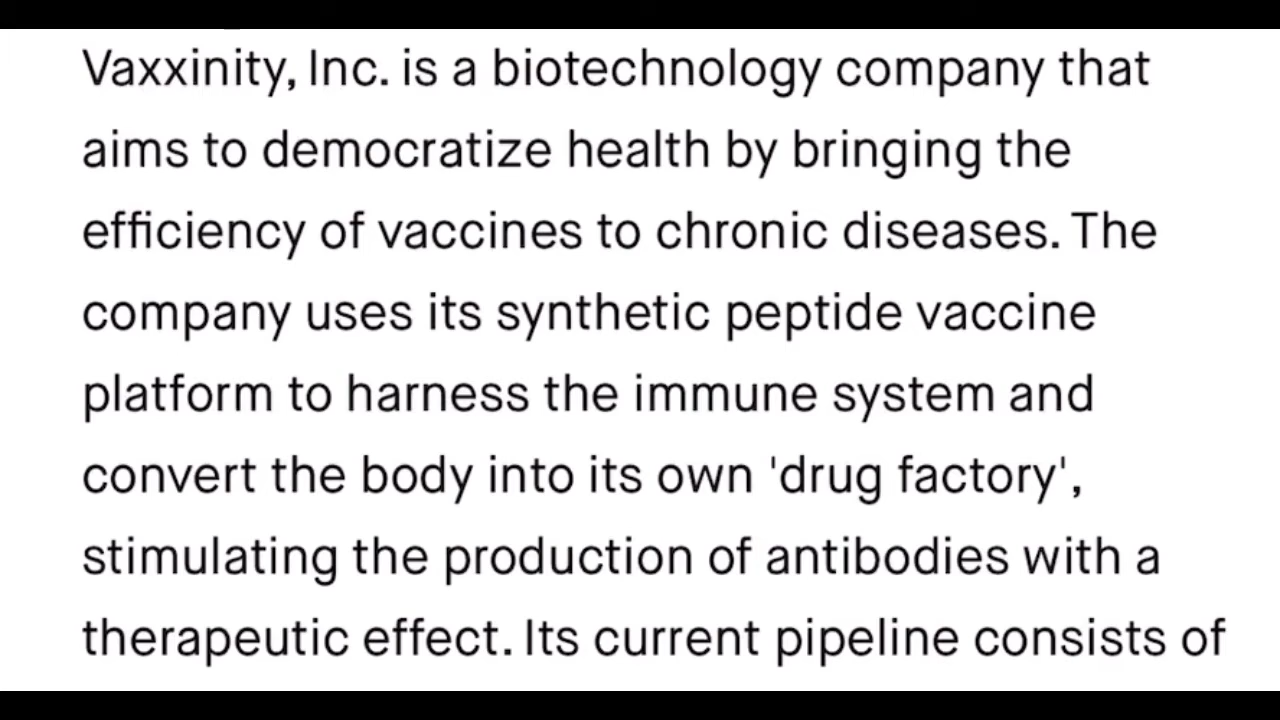 Vaxxinity, Inc. is a biotechnology company that
aims to democratize health by bringing the
efficiency of vaccines to chronic diseases. The
company uses its synthetic peptide vaccine
platform to harness the immune system and
convert the body into its own 'drug factory',
stimulating the production of antibodies with a
therapeutic effect. Its current pipeline consists of